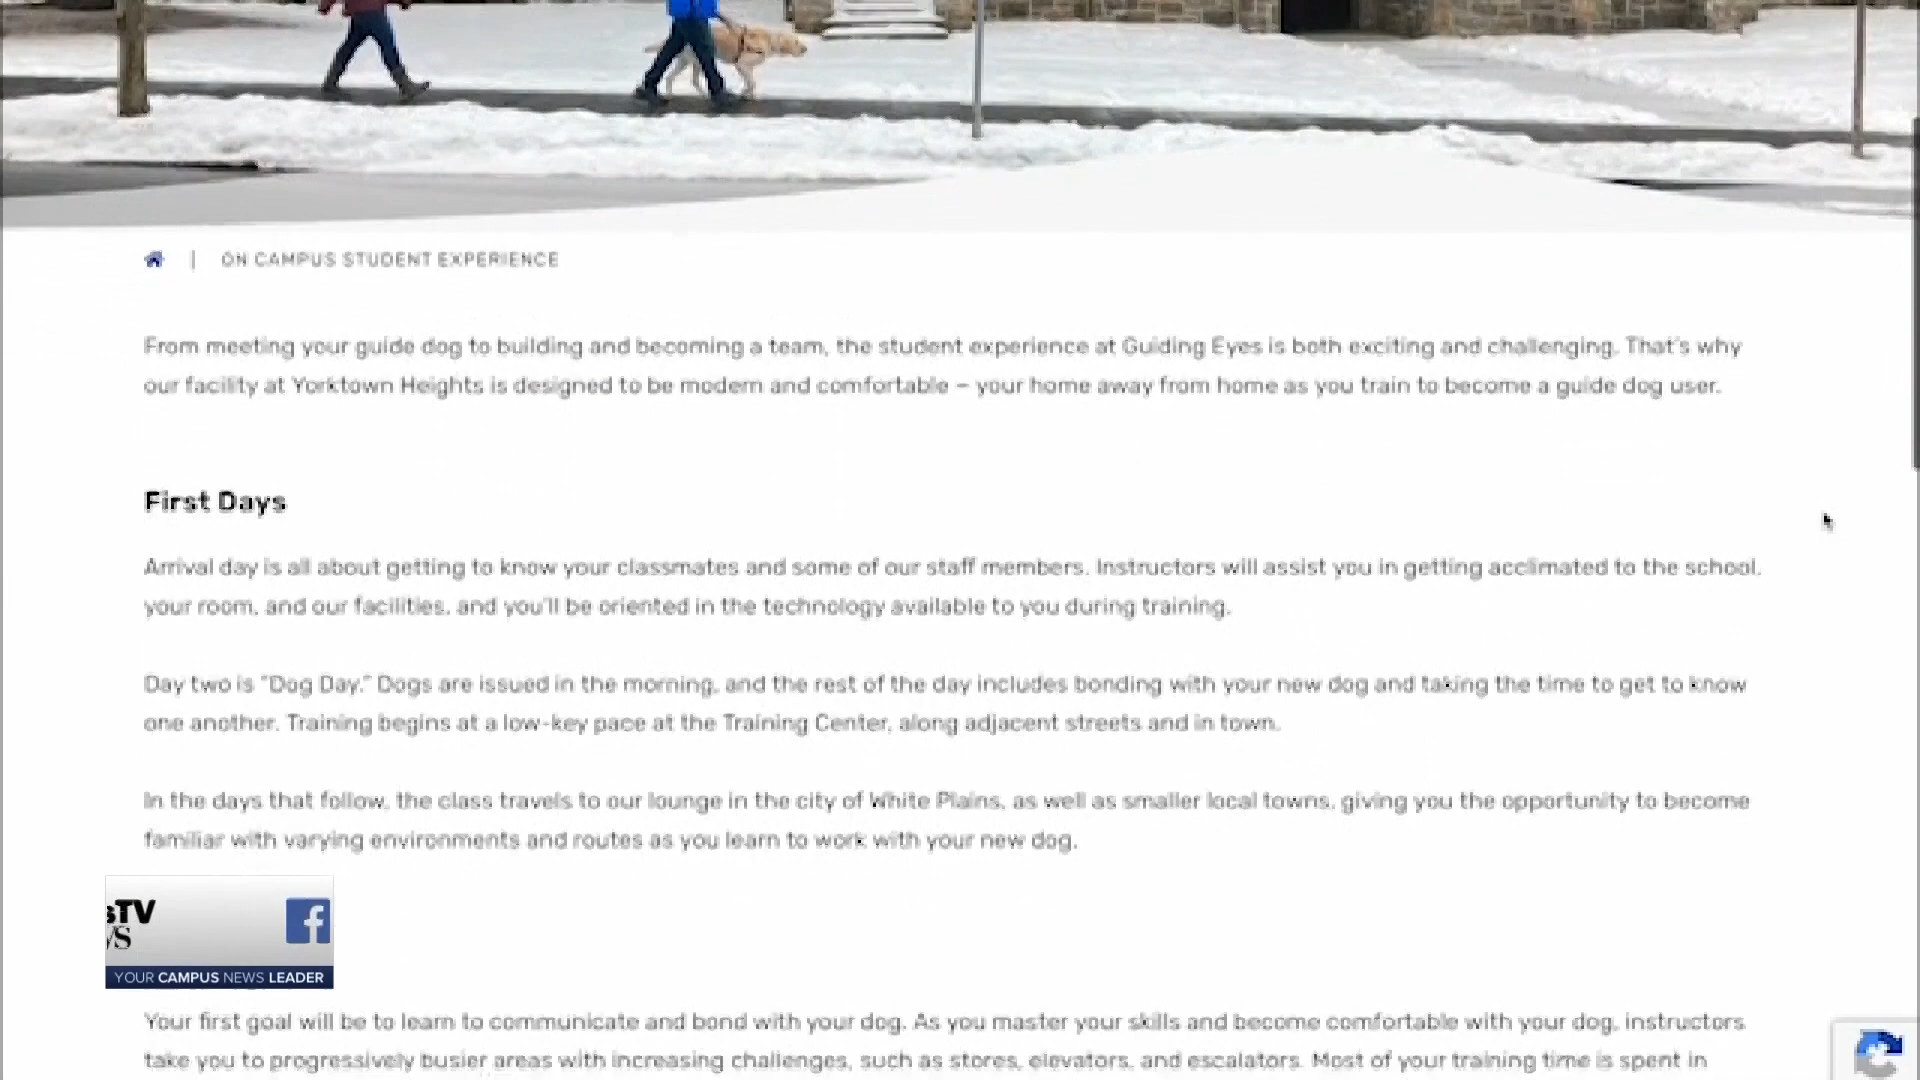 ON CAMPUS STUDENT EXPERIENCE
From meeting your guide dog to building and becoming a team, the student experience at Guiding Eyes is both exciting and challenging. That's why
our facility at Yorktown Heights is designed to be modern and comfortable – your home away from home as you train to become a guide dog user.
First Days
Arrival day is all about getting to know your classmates and some of our staff members. Instructors will assist you in getting acclimated to the school,
your room, and our facilities, and you'll be oriented in the technology available to you during training.
Day two is "Dog Day." Dogs are issued in the morning, and the rest of the day includes bonding with your new dog and taking the time to get to know
one another. Training begins at a low-key pace at the Training Center, along adjacent streets and in town.
In the days that follow, the class travels to our lounge in the city of White Plains, as well as smaller local towns, giving you the opportunity to become
familiar with varying environments and routes as you learn to work with your new dog.
sTV
VS
YOUR CAMPUS NEWS LEADER
Your first goal will be to learn to communicate and bond with your dog. As you master your skills and become comfortable with your dog, instructors
take you to progressively busier areas with increasing challenges, such as stores, elevators, and escalators. Most of your training time is spent in